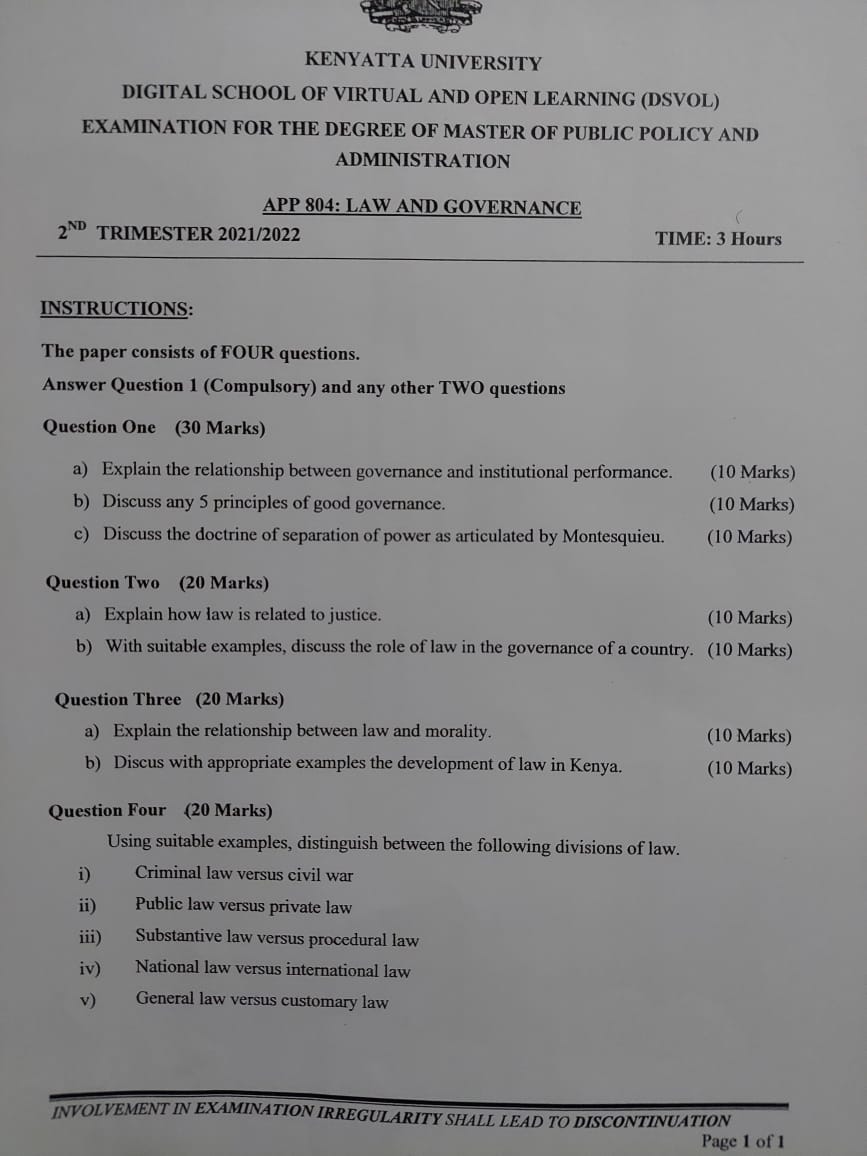 KENYATTA UNIVERSITY
DIGITAL SCHOOL OF VIRTUAL AND OPEN LEARNING (DSVOL)
EXAMINATION FOR THE DEGREE OF MASTER OF PUBLIC POLICY AND
ADMINISTRATION
APP 804: LAW AND GOVERNANCE
2ND TRIMESTER 2021/2022 TIME: 3 Hours
INSTRUCTIONS:
The paper consists of FOUR questions.
Answer Question 1 (Compulsory) and any other TWO questions
Question One (30 Marks)
a) Explain the relationship between governance and institutional performance. (10 Marks)
b) Discuss any 5 principles of good governance. (10 Marks)
c) Discuss the doctrine of separation of power as articulated by Montesquieu. (10 Marks)
Question Two (20 Marks)
a) Explain how law is related to justice. (10 Marks)
b) With suitable examples, discuss the role of law in the governance of a country. (10 Marks)
Question Three (20 Marks)
a) Explain the relationship between law and morality. (10 Marks)
b) Discus with appropriate examples the development of law in Kenya. (10 Marks)
Question Four (20 Marks)
Using suitable examples, distinguish between the following divisions of law.
i) Criminal law versus civil war
ii) Public law versus private law
iii) Substantive law versus procedural law
iv) National law versus international law
v) General law versus customary law
INVOLVEMENT IN EXAMINATION IRREGULARITY SHALL LEAD TO DISCONTINUATION
Page 1 of 1